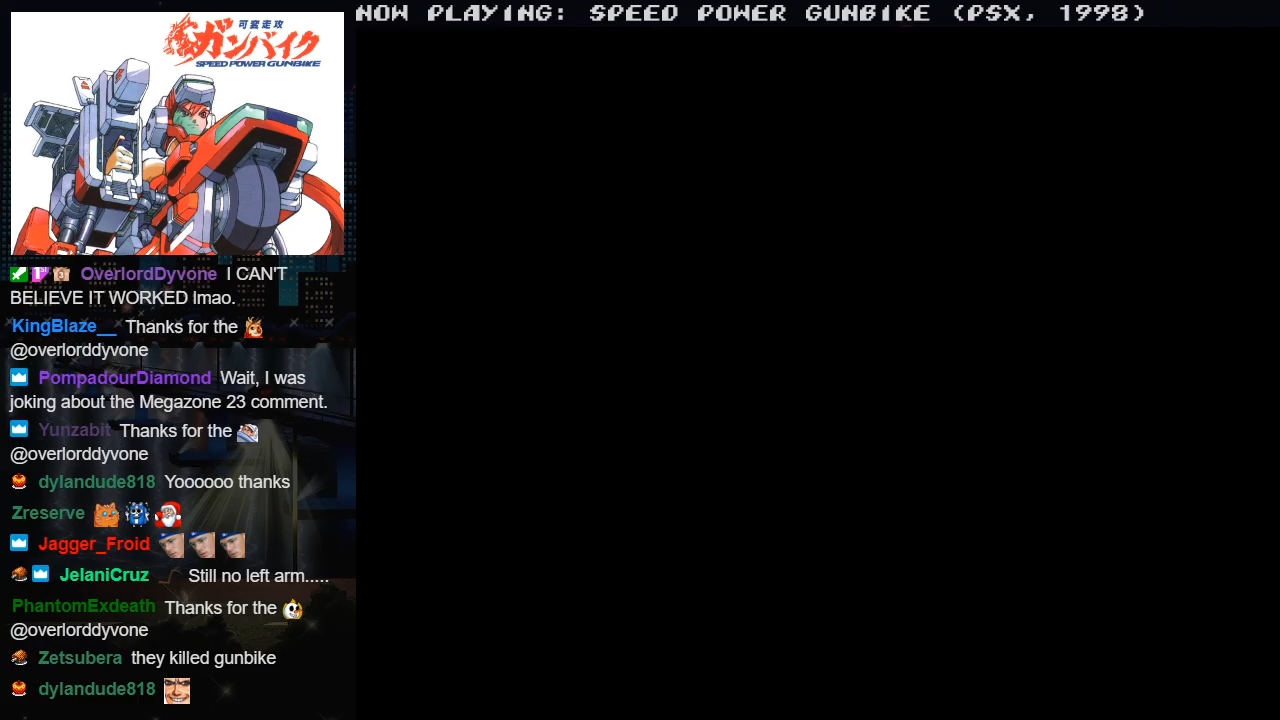 NOW PLAYING: SPEED POWER GUNBIKE (PSX, 1998)
可変走攻
ガンバイク
SPEED POWER GUNBIKE
OverlordDyvone I CAN'T
BELIEVE IT WORKED lmao.
KingBlaze__ Thanks for the
@overlorddyvone
PompadourDiamond Wait, I was
joking about the Megazone 23 comment.
Yunzabit Thanks for the
@overlorddyvone
dylandude818 Yoooooo thanks
Zreserve
Jagger_Froid
JelaniCruz Still no left arm.....
PhantomExdeath Thanks for the
@overlorddyvone
Zetsubera they killed gunbike
dylandude818